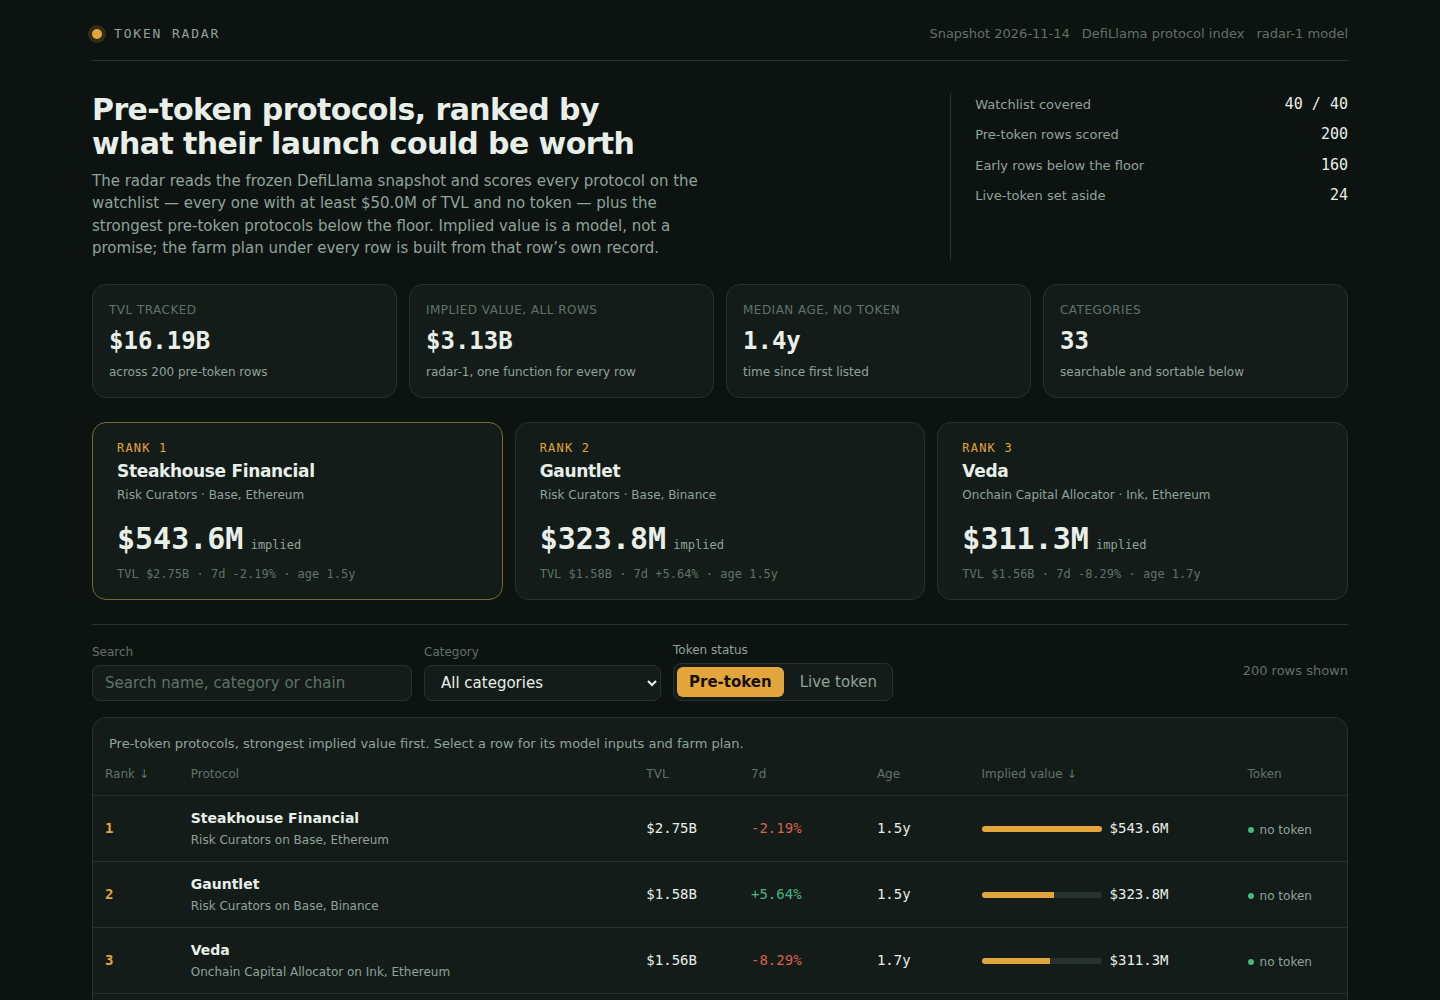 TOKEN RADAR
Snapshot 2026-11-14 DefiLlama protocol index radar-1 model
Pre-token protocols, ranked by
what their launch could be worth
The radar reads the frozen DefiLlama snapshot and scores every protocol on the
watchlist — every one with at least $50.0M of TVL and no token — plus the
strongest pre-token protocols below the floor. Implied value is a model, not a
promise; the farm plan under every row is built from that row’s own record.
Watchlist covered 40 / 40
Pre-token rows scored 200
Early rows below the floor 160
Live-token set aside 24
TVL TRACKED
$16.19B
across 200 pre-token rows
IMPLIED VALUE, ALL ROWS
$3.13B
radar-1, one function for every row
MEDIAN AGE, NO TOKEN
1.4y
time since first listed
CATEGORIES
33
searchable and sortable below
RANK 1
Steakhouse Financial
Risk Curators · Base, Ethereum
$543.6M implied
TVL $2.75B · 7d -2.19% · age 1.5y
RANK 2
Gauntlet
Risk Curators · Base, Binance
$323.8M implied
TVL $1.58B · 7d +5.64% · age 1.5y
RANK 3
Veda
Onchain Capital Allocator · Ink, Ethereum
$311.3M implied
TVL $1.56B · 7d -8.29% · age 1.7y
Search
Search name, category or chain
Category
All categories
Token status
Pre-token Live token
200 rows shown
Pre-token protocols, strongest implied value first. Select a row for its model inputs and farm plan.
Rank ↓ Protocol TVL 7d Age Implied value ↓ Token
1 Steakhouse Financial $2.75B -2.19% 1.5y $543.6M no token
Risk Curators on Base, Ethereum
2 Gauntlet $1.58B +5.64% 1.5y $323.8M no token
Risk Curators on Base, Binance
3 Veda $1.56B -8.29% 1.7y $311.3M no token
Onchain Capital Allocator on Ink, Ethereum